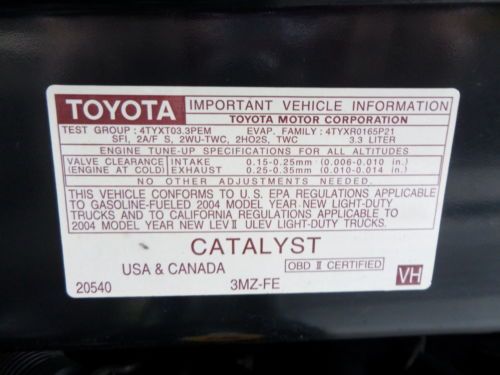 TOYOTA IMPORTANT VEHICLE INFORMATION
TOYOTA MOTOR CORPORATION
TEST GROUP : 4TYXT03.3PEM EVAP. FAMILY : 4TYXR0165P21
SFI, 2A/F S, 2WU-TWC, 2HO2S, TWC 3.3 LITER
ENGINE TUNE-UP SPECIFICATIONS FOR ALL ALTITUDES
VALVE CLEARANCE INTAKE 0.15-0.25mm (0.006-0.010 in.)
(ENGINE AT COLD) EXHAUST 0.25-0.35mm (0.010-0.014 in.)
NO OTHER ADJUSTMENTS NEEDED.
THIS VEHICLE CONFORMS TO U.S. EPA REGULATIONS APPLICABLE
TO GASOLINE-FUELED 2004 MODEL YEAR NEW LIGHT-DUTY
TRUCKS AND TO CALIFORNIA REGULATIONS APPLICABLE TO
2004 MODEL YEAR NEW LEV II ULEV LIGHT-DUTY TRUCKS.
CATALYST
USA & CANADA OBD II CERTIFIED
20540 3MZ-FE VH